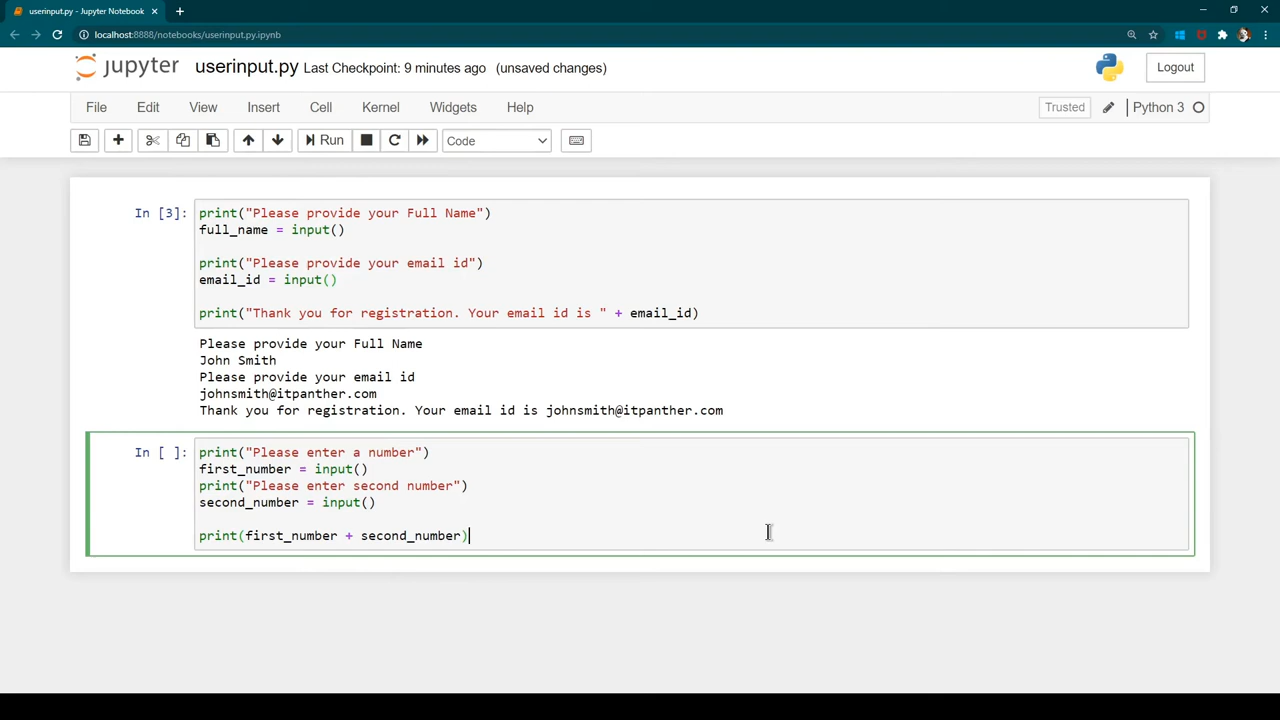 userinput.py - Jupyter Notebook
localhost:8888/notebooks/userinput.py.ipynb
jupyter userinput.py Last Checkpoint: 9 minutes ago (unsaved changes) Logout
File Edit View Insert Cell Kernel Widgets Help Trusted Python 3
Run Code
In [3]: print("Please provide your Full Name")
full_name = input()
print("Please provide your email id")
email_id = input()
print("Thank you for registration. Your email id is " + email_id)
Please provide your Full Name
John Smith
Please provide your email id
johnsmith@itpanther.com
Thank you for registration. Your email id is johnsmith@itpanther.com
In [ ]: print("Please enter a number")
first_number = input()
print("Please enter second number")
second_number = input()
print(first_number + second_number)